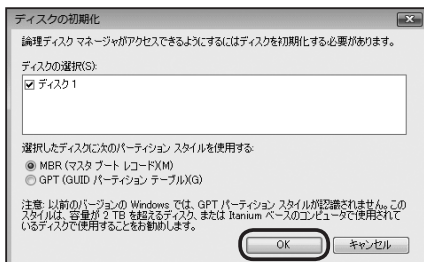 ディスクの初期化
論理ディスク マネージャがアクセスできるようにするにはディスクを初期化する必要があります。
ディスクの選択(S):
ディスク 1
選択したディスクに次のパーティション スタイルを使用する:
MBR (マスタ ブート レコード)(M)
GPT (GUID パーティション テーブル)(G)
注意: 以前のバージョンの Windows では、GPT パーティション スタイルが認識されません。この
スタイルは、容量が 2 TB を超えるディスク、または Itanium ベースのコンピュータで使用されて
いるディスクで使用することをお勧めします。
OK
キャンセル